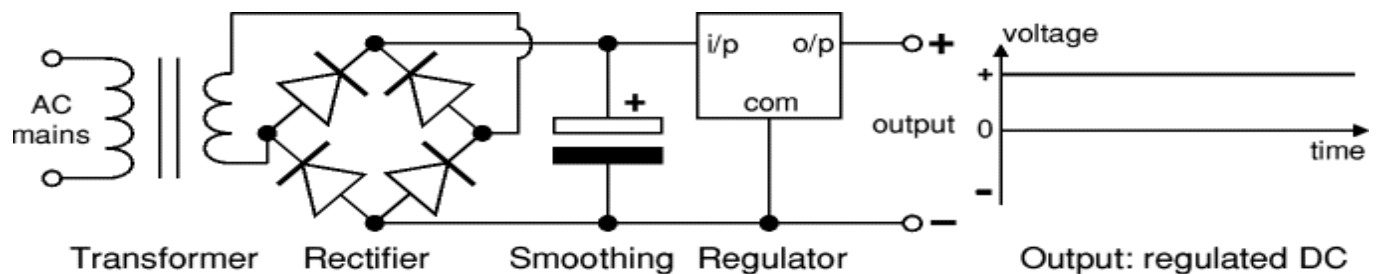 AC
mains
+
i/p
o/p
com
+
output
−
voltage
+
0
−
time
Transformer
Rectifier
Smoothing
Regulator
Output: regulated DC